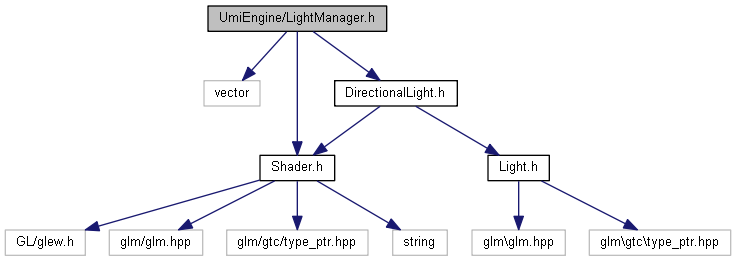 UmiEngine/LightManager.h
vector
DirectionalLight.h
Shader.h
Light.h
GL/glew.h
glm/glm.hpp
glm/gtc/type_ptr.hpp
string
glm\glm.hpp
glm\gtc\type_ptr.hpp